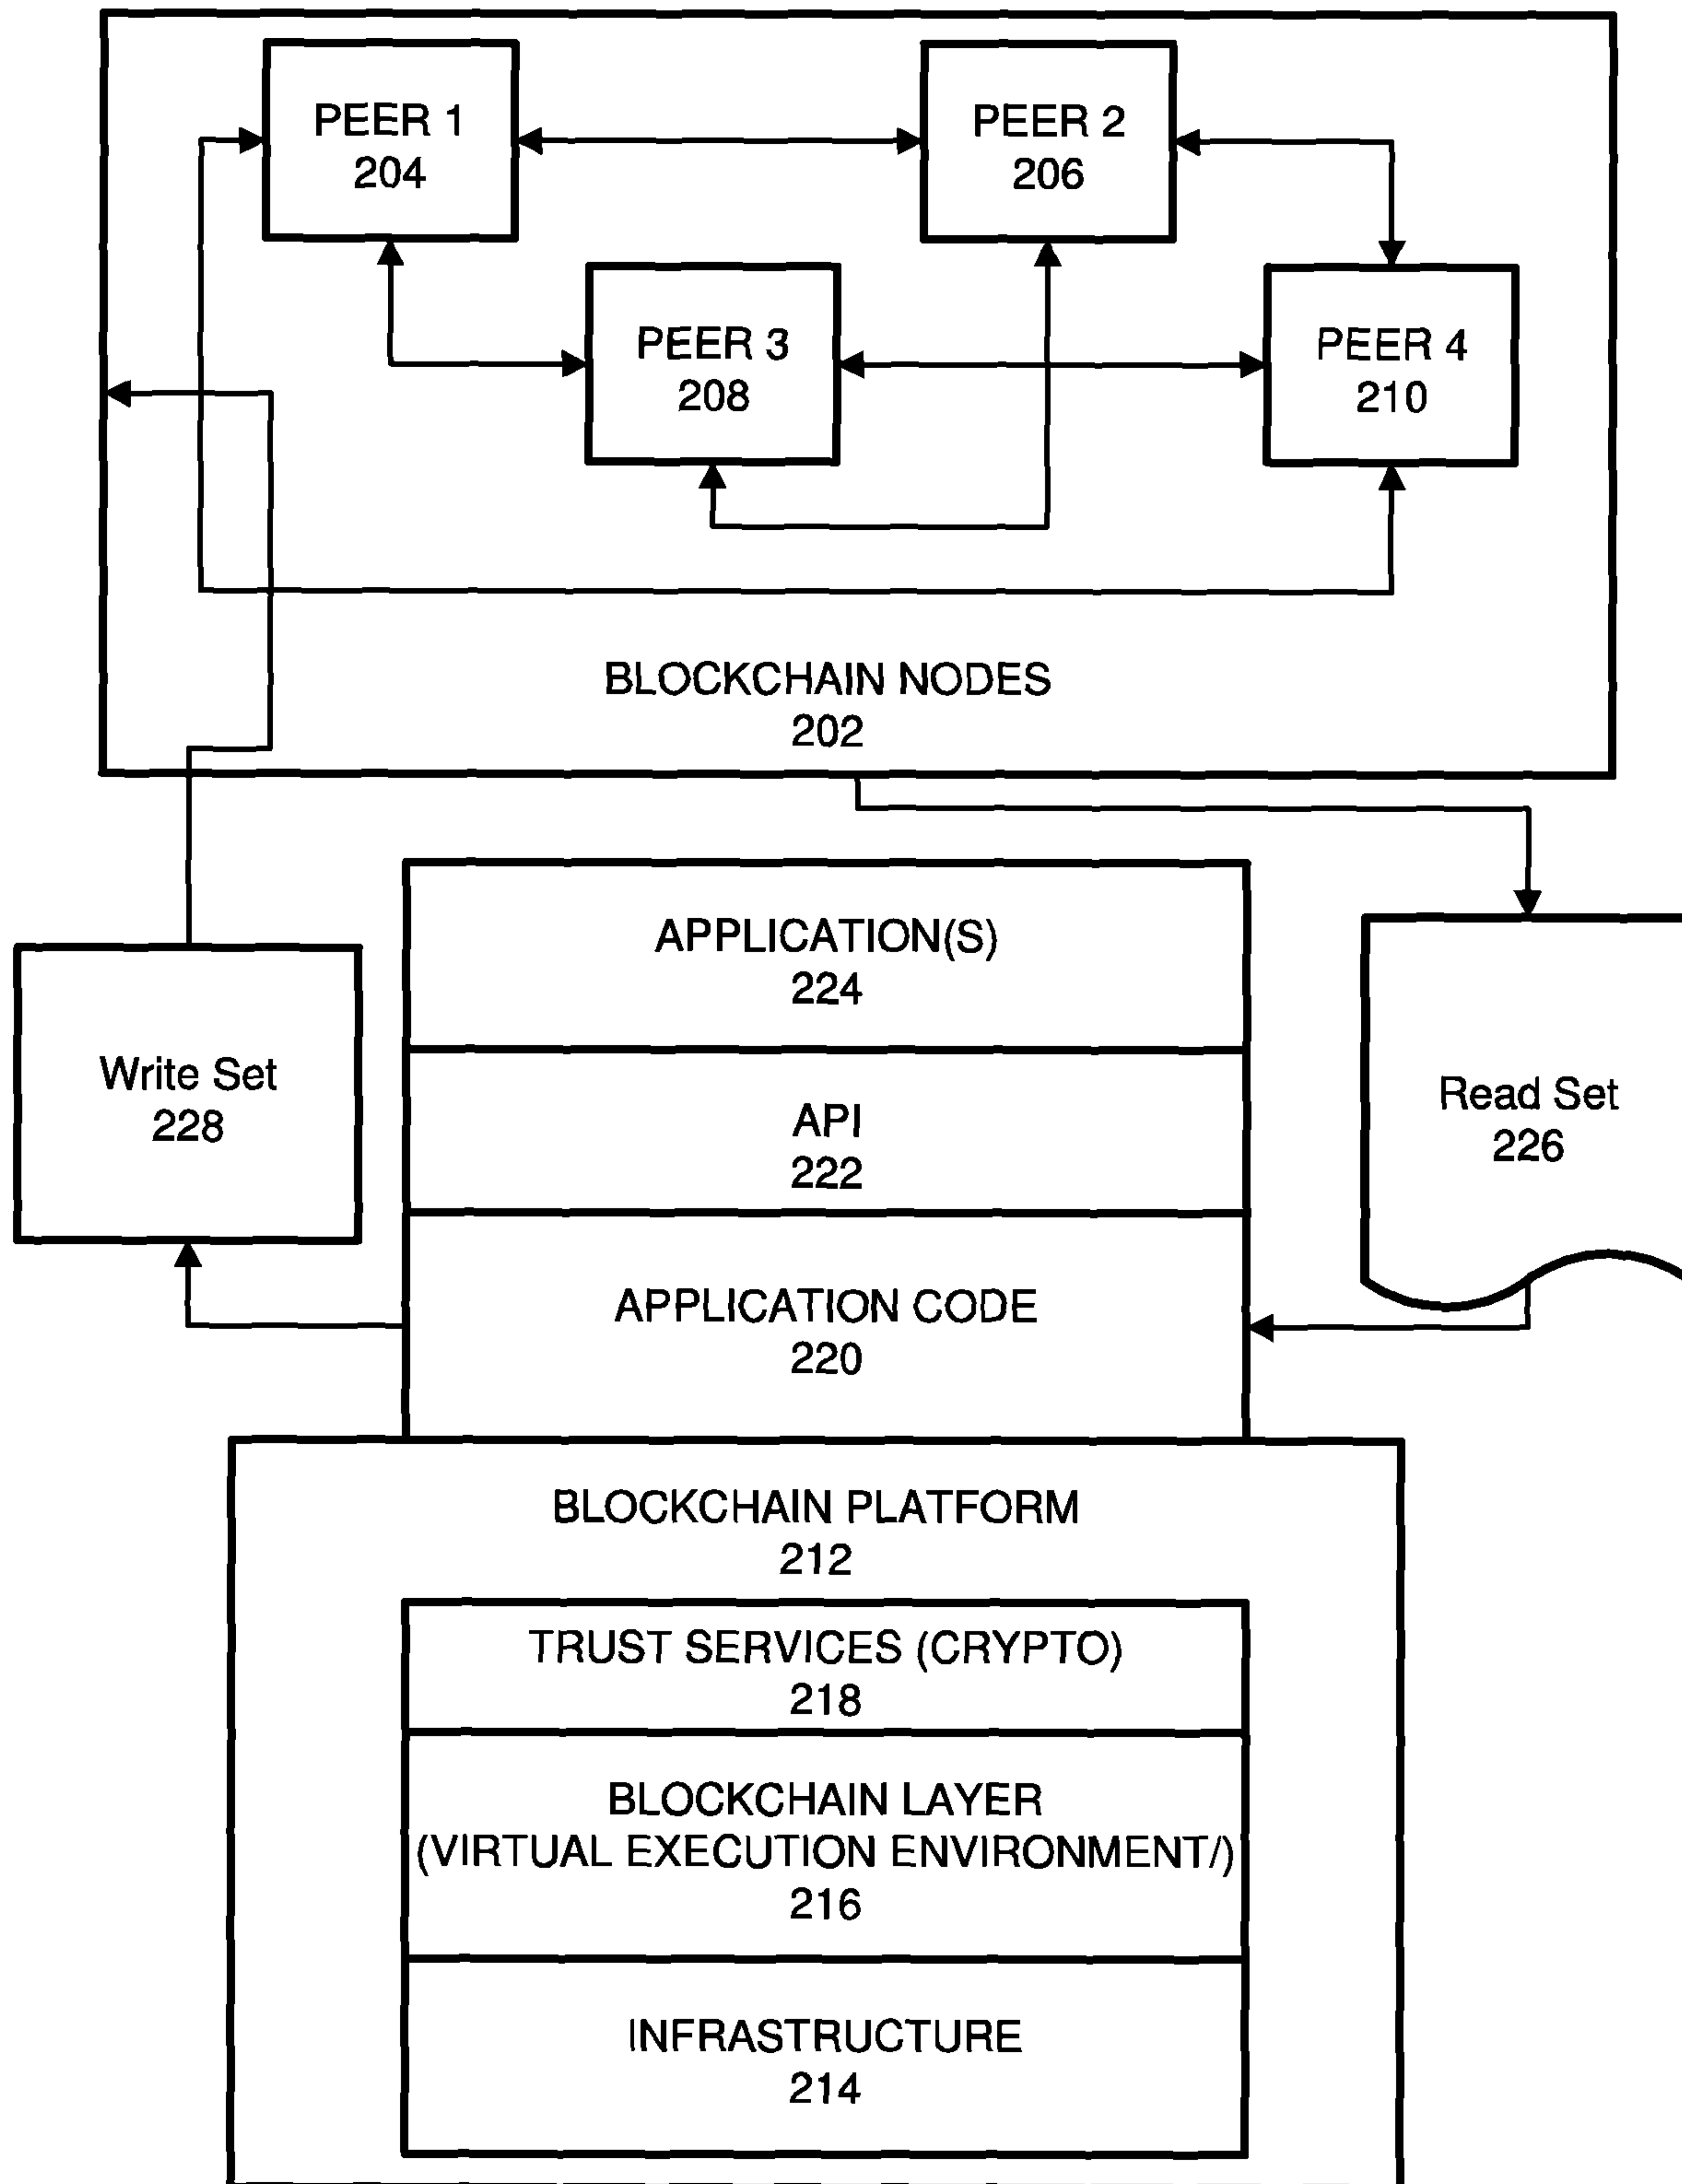 PEER 1
204
PEER 2
206
PEER 3
208
PEER 4
210
BLOCKCHAIN NODES
202
APPLICATION(S)
224
Write Set
228
API
222
Read Set
226
APPLICATION CODE
220
BLOCKCHAIN PLATFORM
212
TRUST SERVICES (CRYPTO)
218
BLOCKCHAIN LAYER
(VIRTUAL EXECUTION ENVIRONMENT/)
216
INFRASTRUCTURE
214